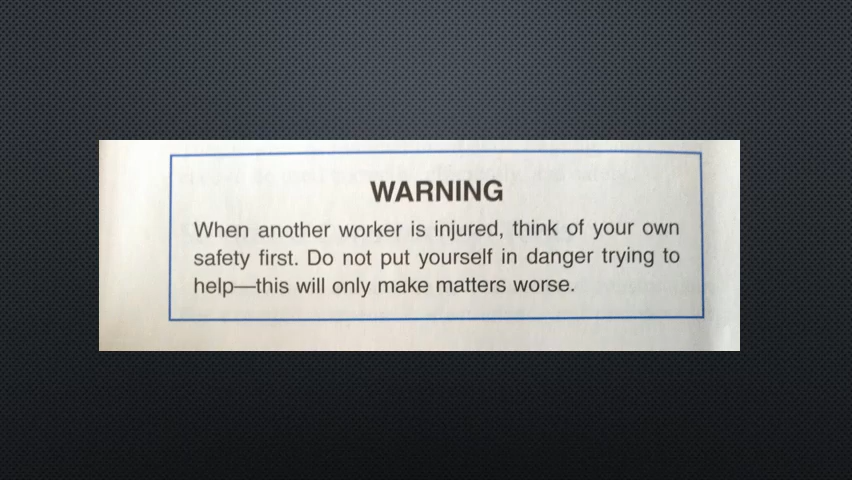 WARNING
When another worker is injured, think of your own
safety first. Do not put yourself in danger trying to
help—this will only make matters worse.